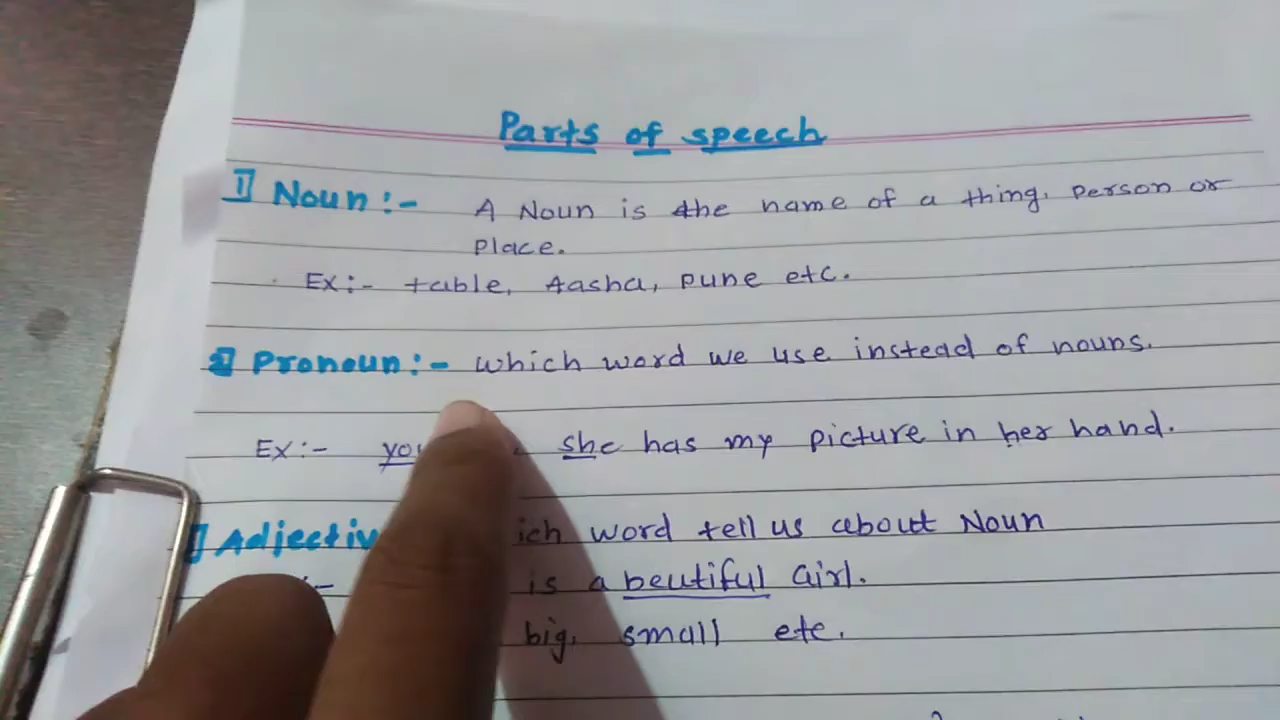 Parts of speech
1] Noun :- A Noun is the name of a thing, person or
place.
Ex :- table, Aasha, pune etc.
2] Pronoun :- which word we use instead of nouns.
Ex :- she has my picture in her hand.
word tell us about Noun
is a beutiful Girl.
big, small etc.